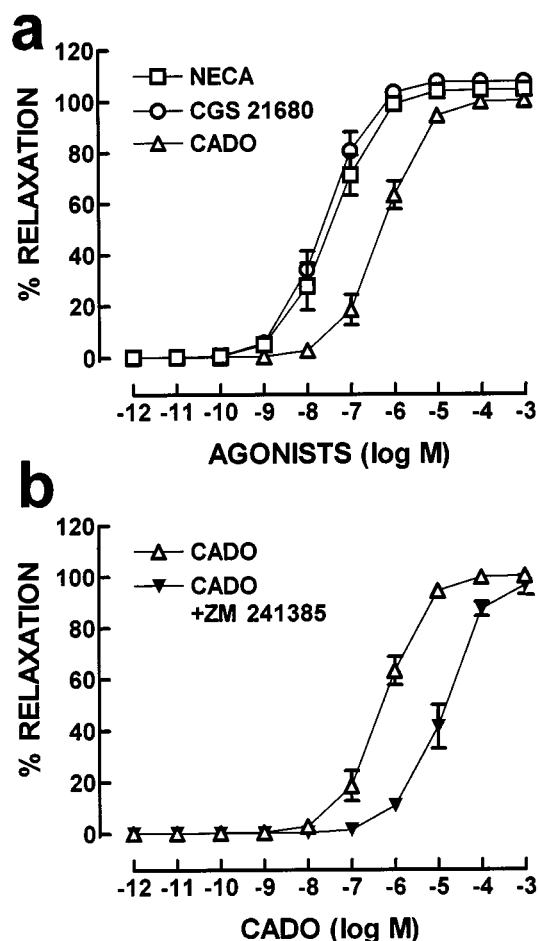 a
120
100
80
60
40
20
0
% RELAXATION
NECA
CGS 21680
CADO
-12 -11 -10 -9 -8 -7 -6 -5 -4 -3
AGONISTS (log M)
b
120
100
80
60
40
20
0
% RELAXATION
CADO
CADO
+ZM 241385
-12 -11 -10 -9 -8 -7 -6 -5 -4 -3
CADO (log M)